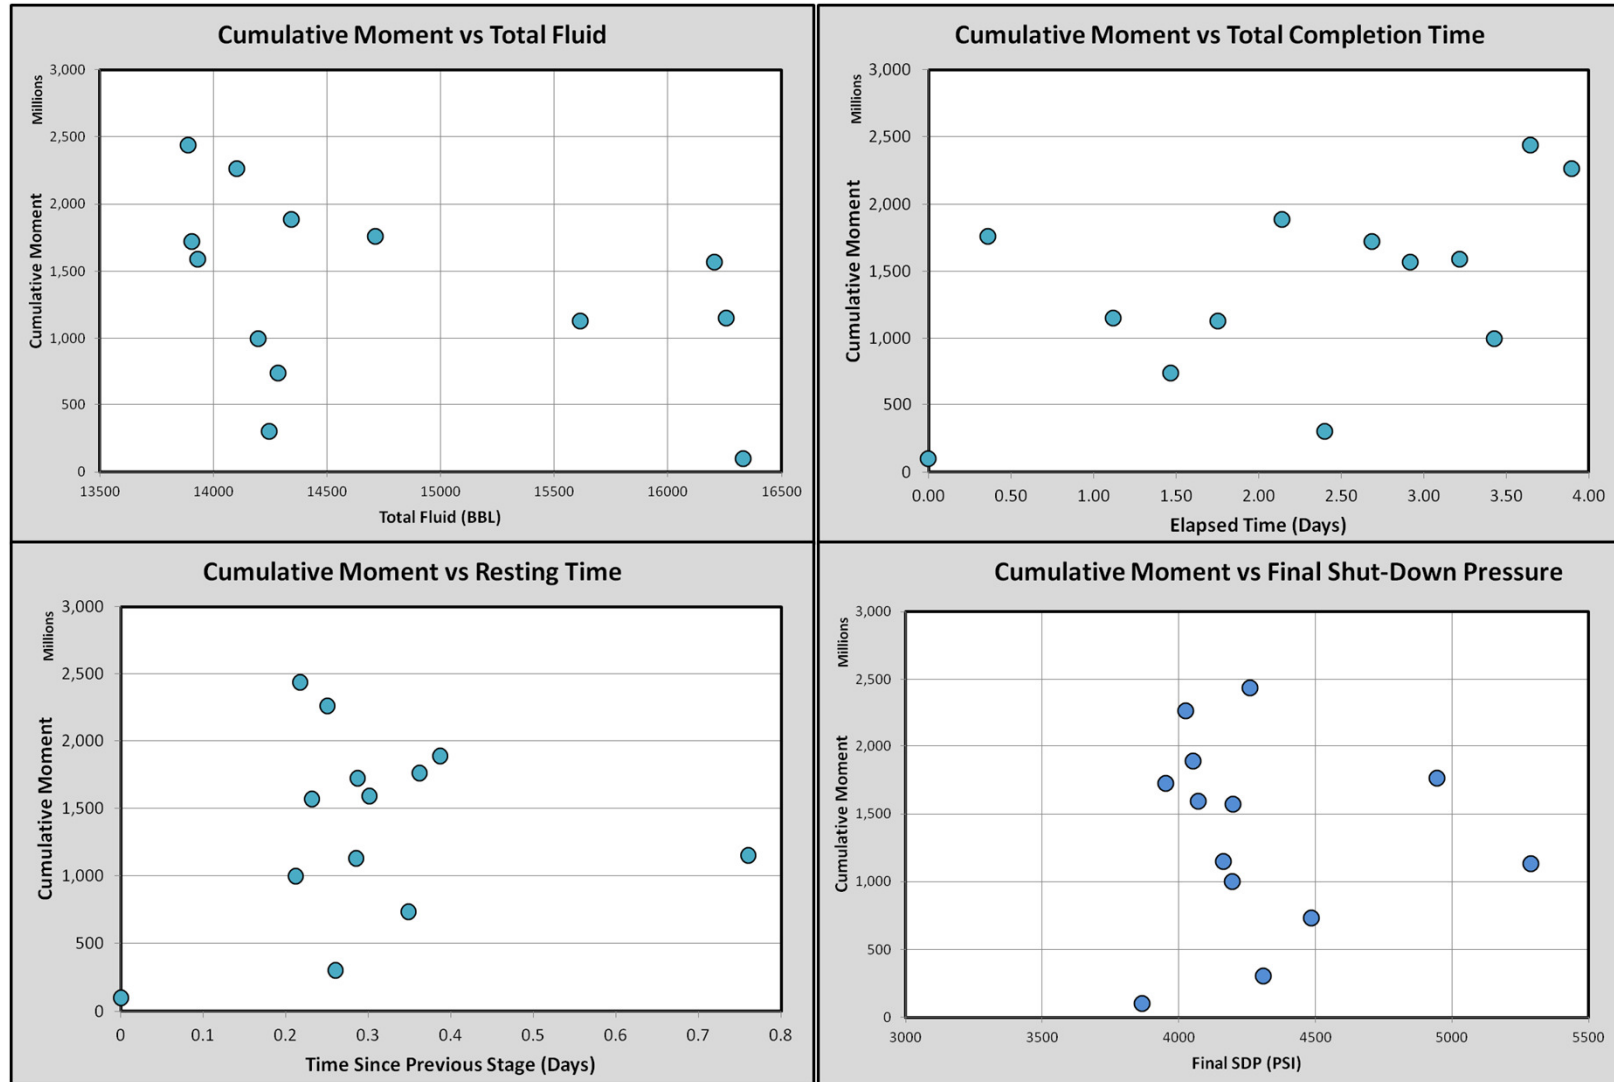 Cumulative Moment vs Total Fluid
Millions
Cumulative Moment
3,000
2,500
2,000
1,500
1,000
500
0
13500 14000 14500 15000 15500 16000 16500
Total Fluid (BBL)
Cumulative Moment vs Total Completion Time
Millions
Cumulative Moment
3,000
2,500
2,000
1,500
1,000
500
0
0.00 0.50 1.00 1.50 2.00 2.50 3.00 3.50 4.00
Elapsed Time (Days)
Cumulative Moment vs Resting Time
Millions
Cumulative Moment
3,000
2,500
2,000
1,500
1,000
500
0
0 0.1 0.2 0.3 0.4 0.5 0.6 0.7 0.8
Time Since Previous Stage (Days)
Cumulative Moment vs Final Shut-Down Pressure
Millions
Cumulative Moment
3,000
2,500
2,000
1,500
1,000
500
0
3000 3500 4000 4500 5000 5500
Final SDP (PSI)